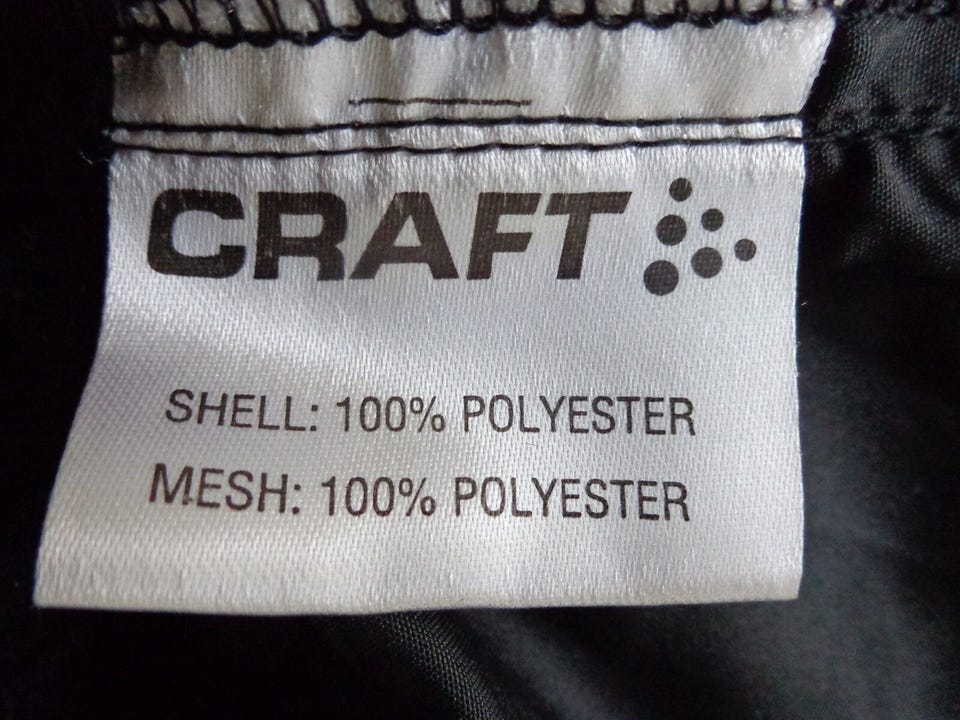 CRAFT
SHELL: 100% POLYESTER
MESH: 100% POLYESTER